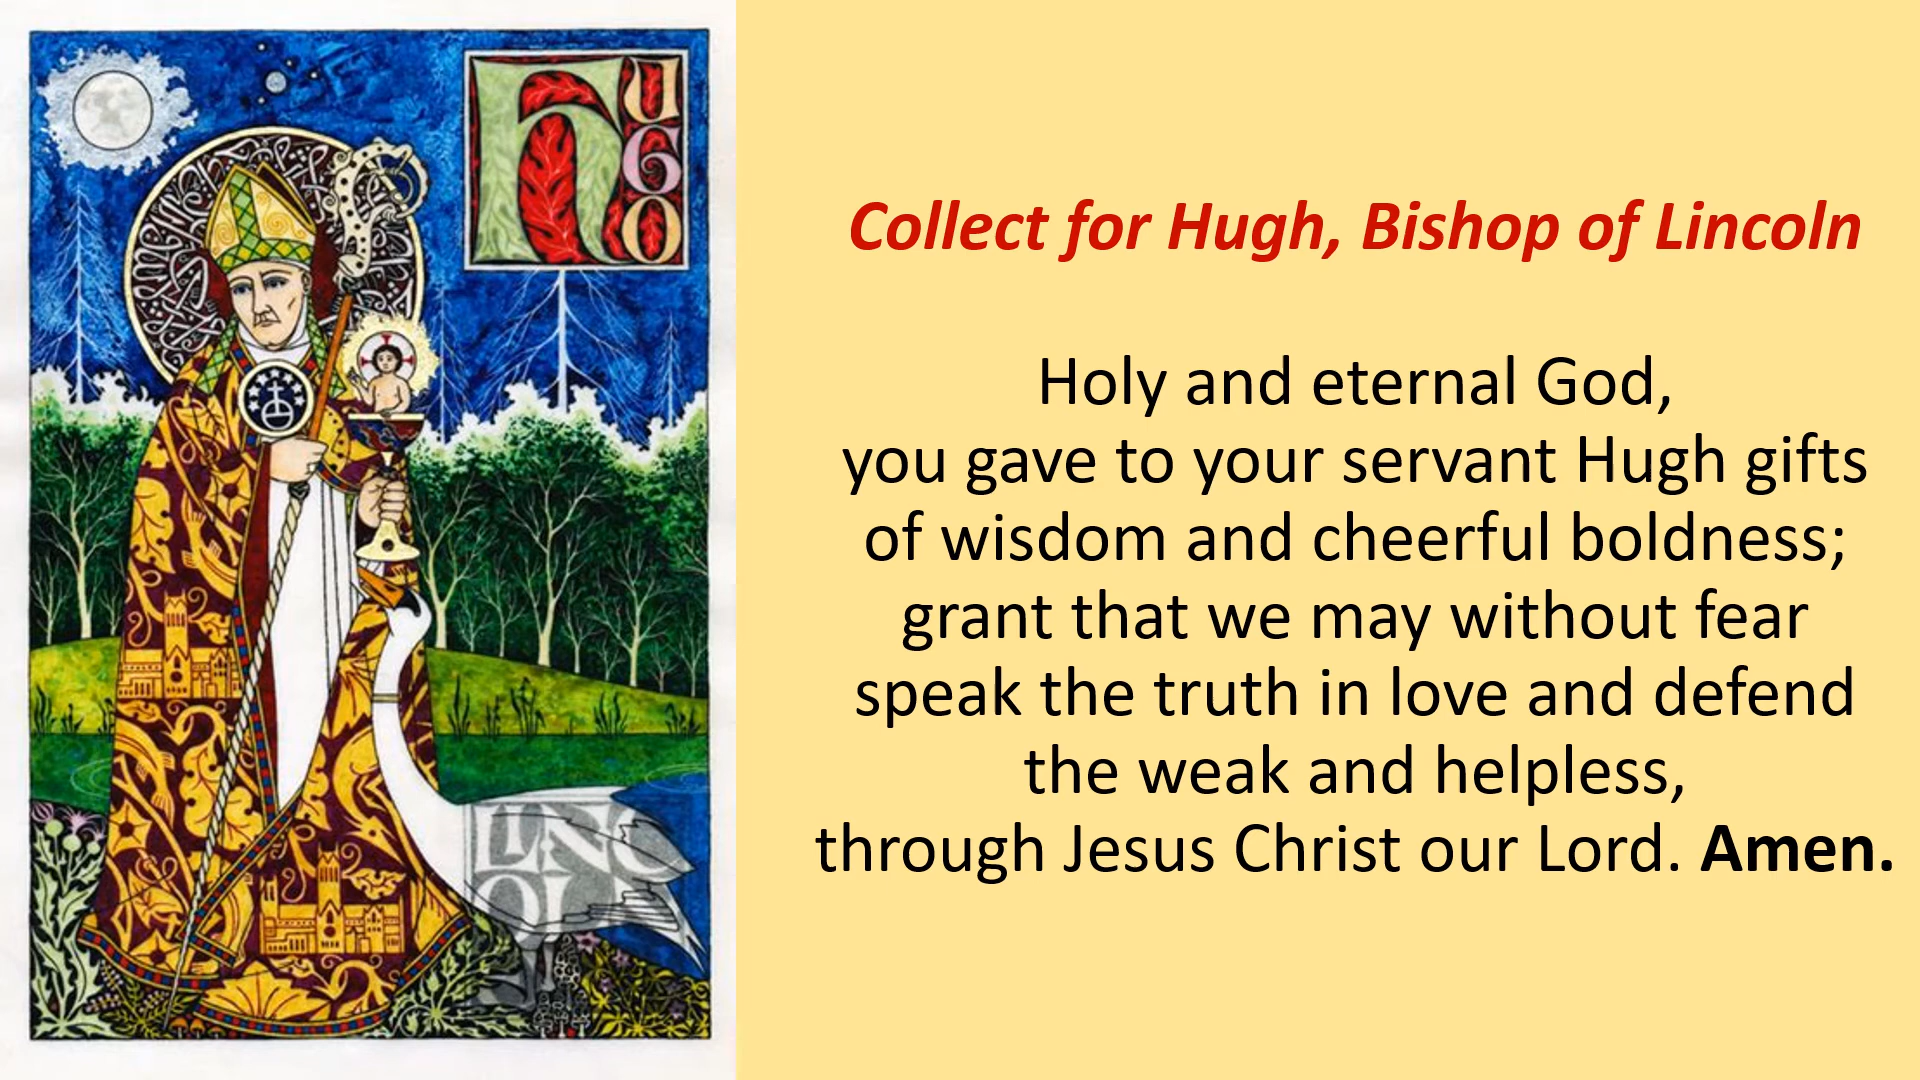 hUGO
LINC
OL
Collect for Hugh, Bishop of Lincoln
Holy and eternal God,
you gave to your servant Hugh gifts
of wisdom and cheerful boldness;
grant that we may without fear
speak the truth in love and defend
the weak and helpless,
through Jesus Christ our Lord. Amen.